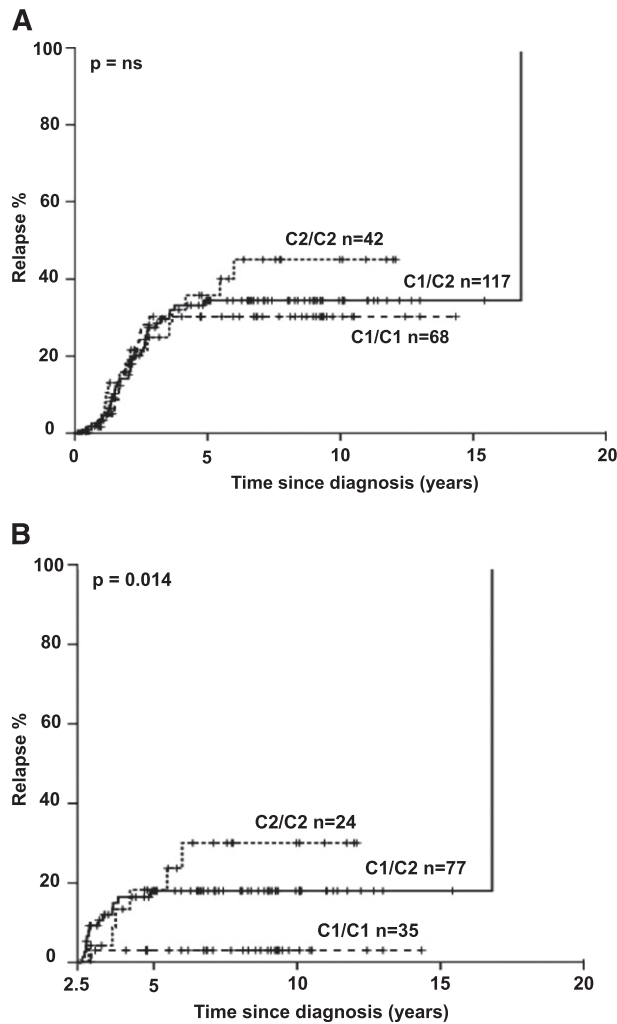 A
100
p = ns
80
60
40
20
0
Relapse %
C2/C2 n=42
C1/C2 n=117
C1/C1 n=68
0
5
10
15
20
Time since diagnosis (years)
B
100
p = 0.014
80
60
40
20
0
Relapse %
C2/C2 n=24
C1/C2 n=77
C1/C1 n=35
2.5
5
10
15
20
Time since diagnosis (years)